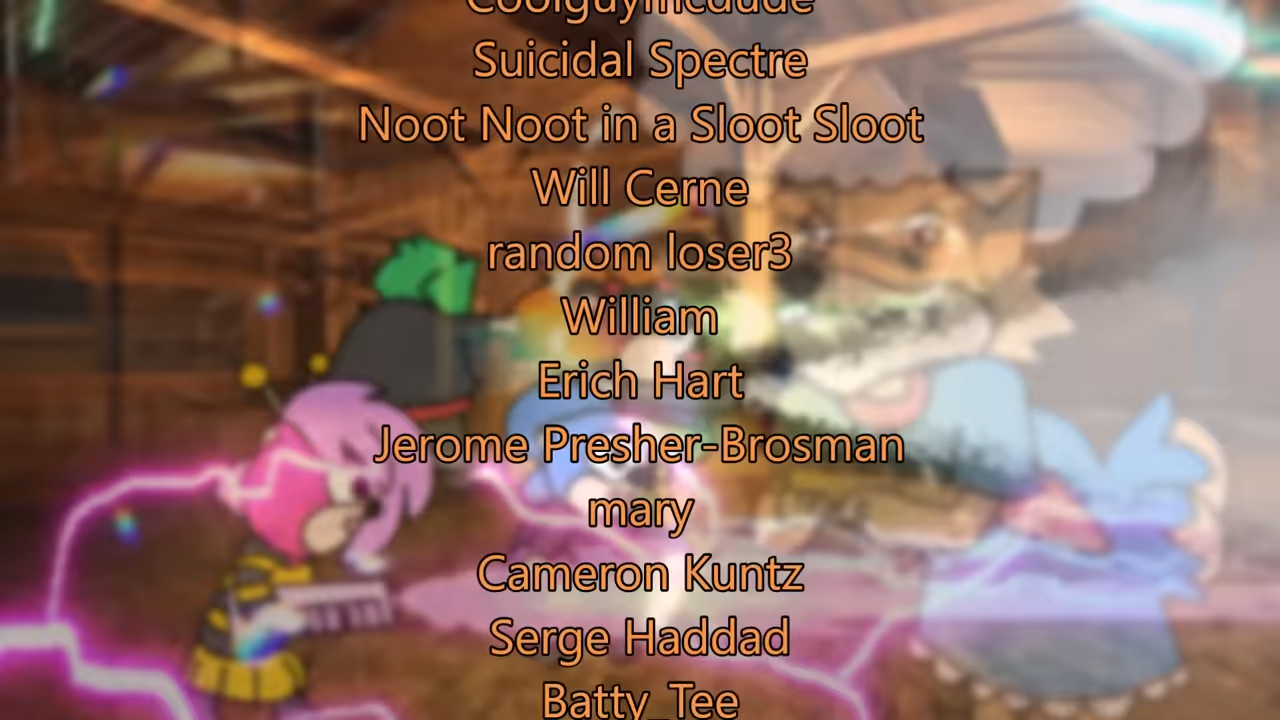 Coolguymcdude
Suicidal Spectre
Noot Noot in a Sloot Sloot
Will Cerne
random loser3
William
Erich Hart
Jerome Presher-Brosman
mary
Cameron Kuntz
Serge Haddad
Batty_Tee